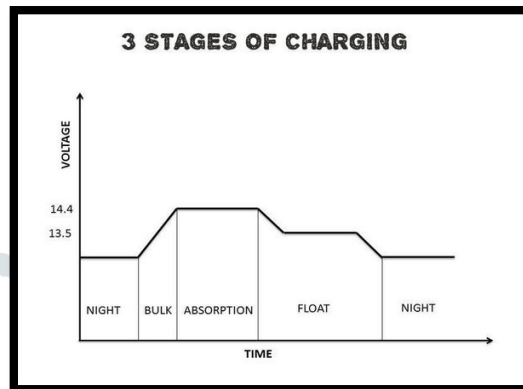 3 STAGES OF CHARGING
VOLTAGE
14.4
13.5
NIGHT BULK ABSORPTION FLOAT NIGHT
TIME